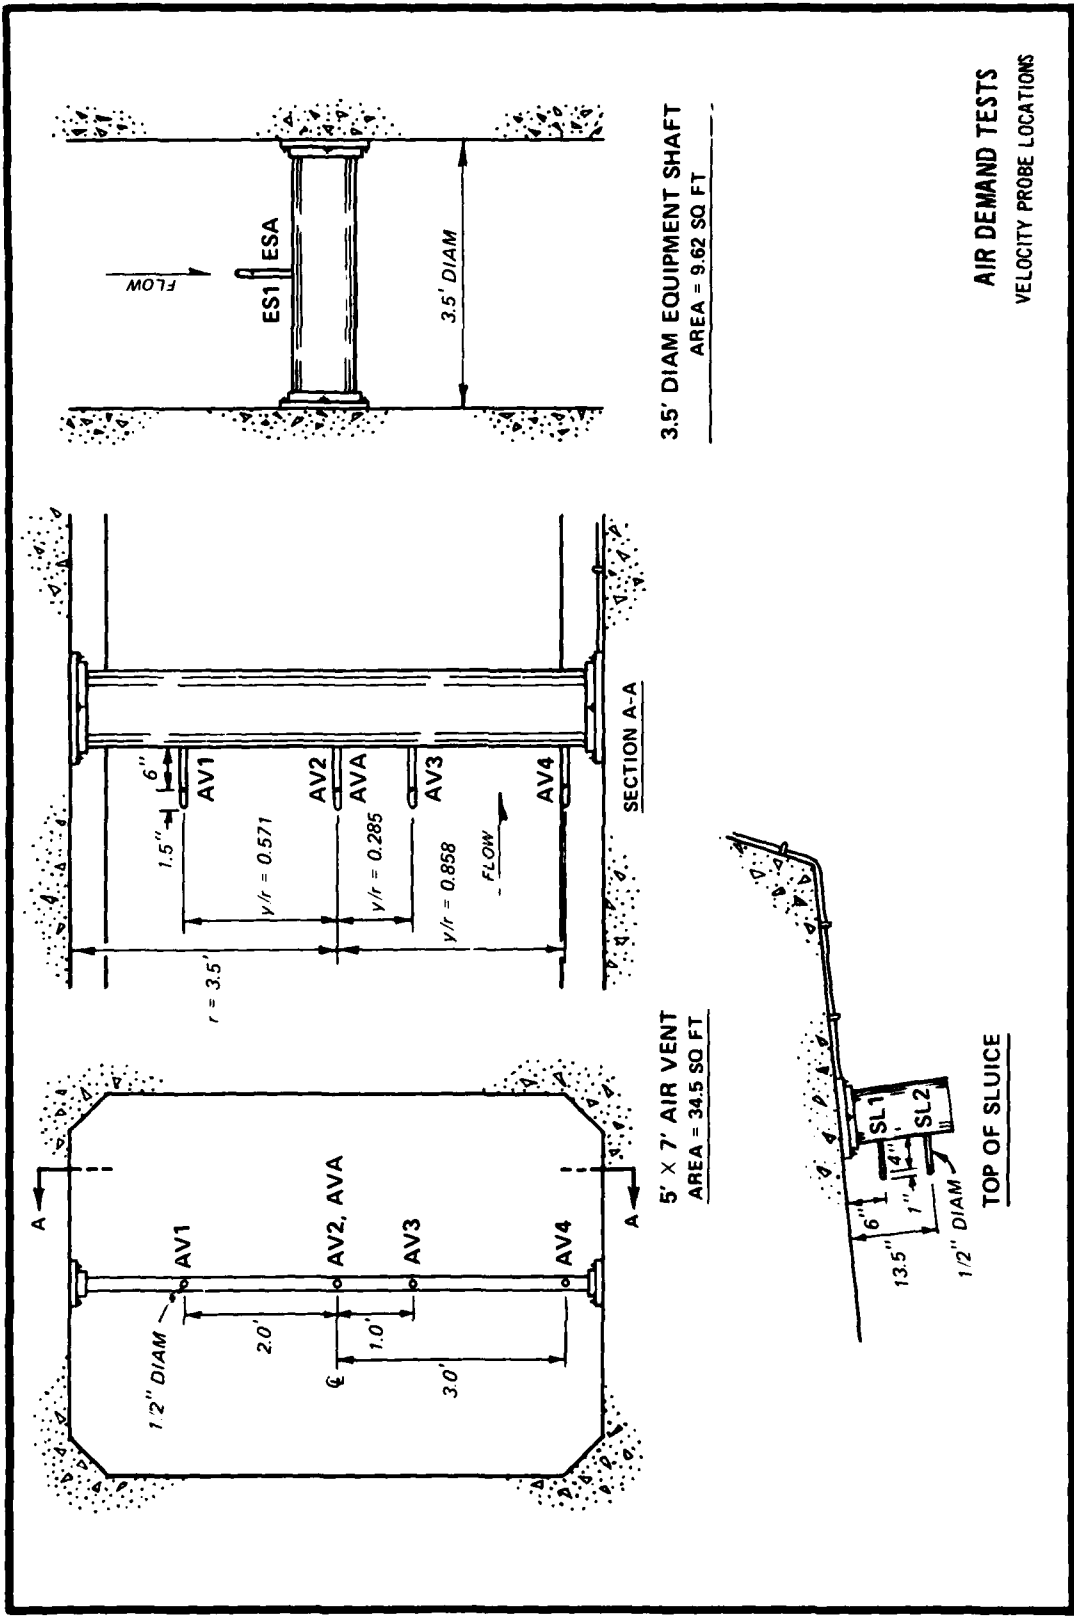 A
A
1/2" DIAM
AV1
AV2, AVA
AV3
AV4
2.0'
1.0'
℄
3.0'
5' X 7' AIR VENT
AREA = 34.5 SQ FT
r = 3.5'
1.5"
6"
AV1
y/r = 0.571
AV2
AVA
y/r = 0.285
AV3
y/r = 0.858
FLOW
AV4
SECTION A-A
FLOW
ES1
ESA
3.5' DIAM
3.5' DIAM EQUIPMENT SHAFT
AREA = 9.62 SQ FT
6"
13.5"
SL1
4"
1"
SL2
1/2" DIAM
TOP OF SLUICE
AIR DEMAND TESTS
VELOCITY PROBE LOCATIONS